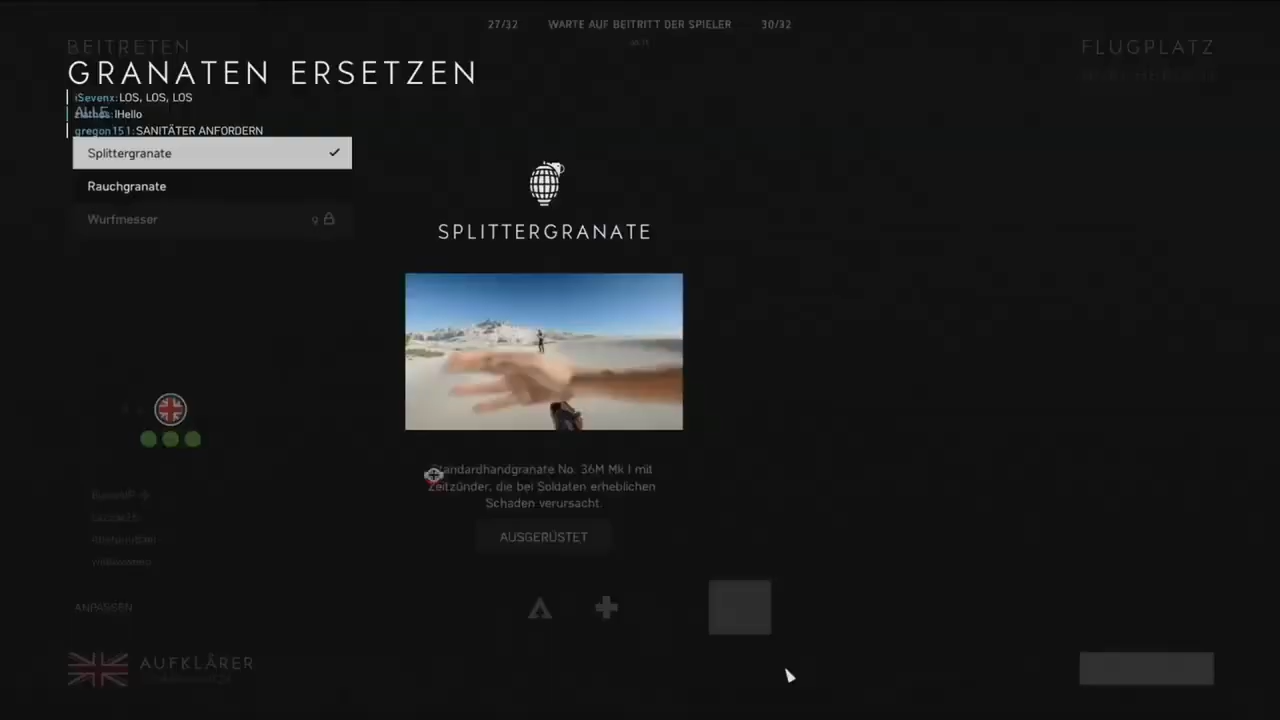 27/32 WARTE AUF BEITRITT DER SPIELER 30/32
BEITRETEN
FLUGPLATZ
GRANATEN ERSETZEN
iSevenx: LOS, LOS, LOS
ALLE
!Hello
gregon151: SANITÄTER ANFORDERN
Splittergranate
Rauchgranate
Wurfmesser 9
SPLITTERGRANATE
Standardhandgranate No. 36M Mk I mit
Zeitzünder, die bei Soldaten erheblichen
Schaden verursacht.
AUSGERÜSTET
ANPASSEN
AUFKLÄRER